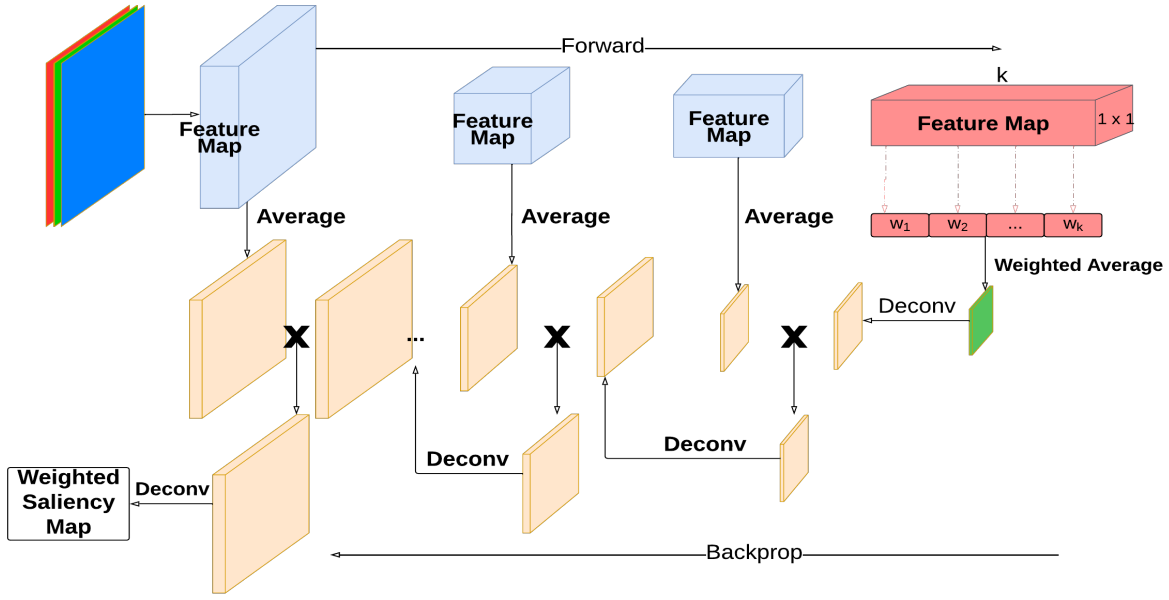 Forward
k
Feature
Map
Feature
Map
Feature
Map
Feature Map
1 x 1
w₁
w₂
...
wₖ
Average
Average
Average
Weighted Average
Deconv
X
...
X
X
Deconv
Deconv
Deconv
Weighted
Saliency
Map
Backprop